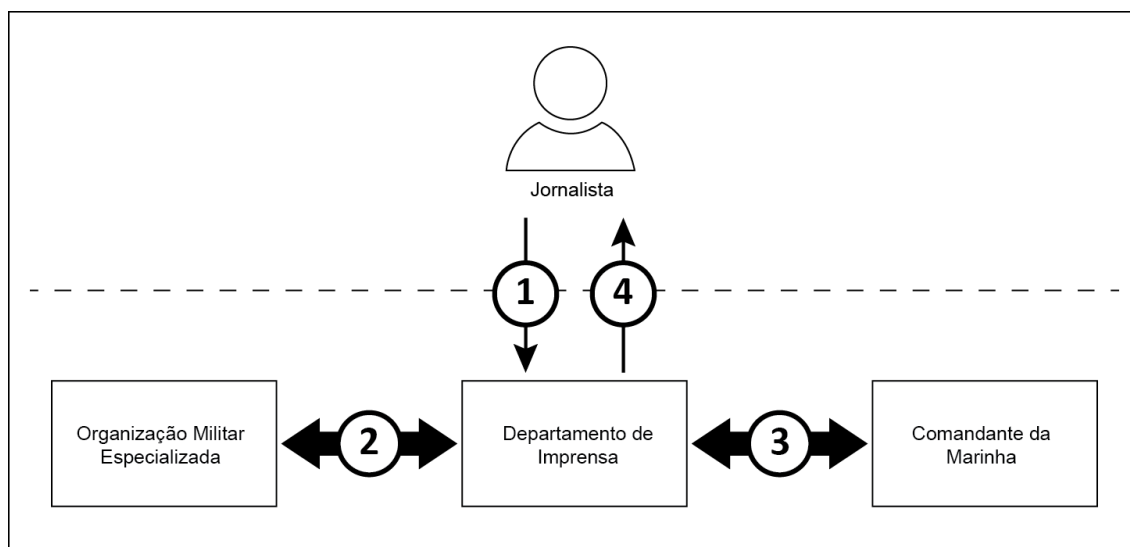 Jornalista
1
4
Organização Militar
Especializada
2
Departamento de
Imprensa
3
Comandante da
Marinha